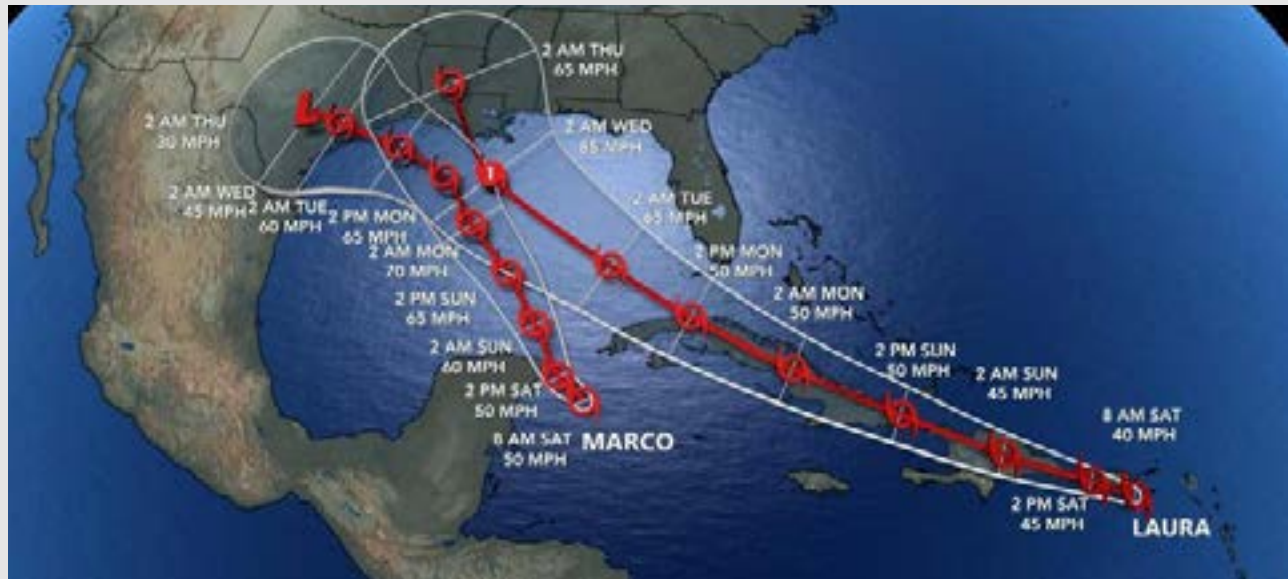 2 AM THU
65 MPH
2 AM THU
30 MPH
2 AM WED
85 MPH
2 AM WED
45 MPH
2 AM TUE
60 MPH
2 PM MON
65 MPH
2 AM TUE
65 MPH
2 AM MON
70 MPH
2 PM MON
50 MPH
2 PM SUN
65 MPH
2 AM MON
50 MPH
2 AM SUN
60 MPH
2 PM SUN
50 MPH
2 PM SAT
50 MPH
2 AM SUN
45 MPH
8 AM SAT
50 MPH
MARCO
8 AM SAT
40 MPH
2 PM SAT
45 MPH
LAURA
L
1